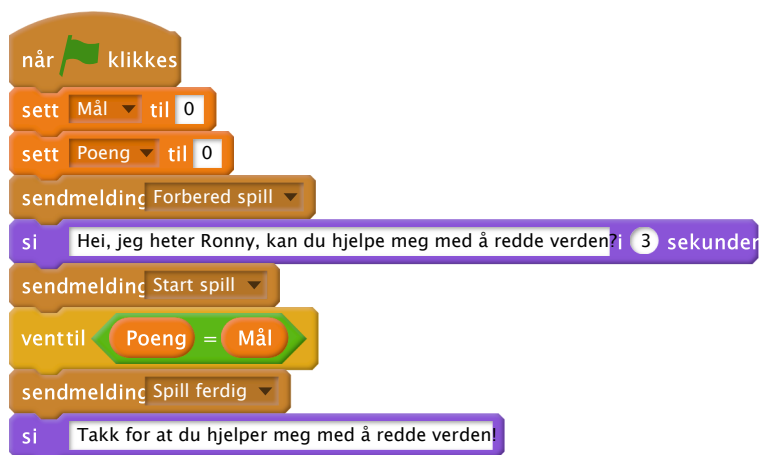 når klikkes
sett Mål til 0
sett Poeng til 0
sendmelding Forbered spill
si Hei, jeg heter Ronny, kan du hjelpe meg med å redde verden? i 3 sekunder
sendmelding Start spill
vent til Poeng = Mål
sendmelding Spill ferdig
si Takk for at du hjelper meg med å redde verden!